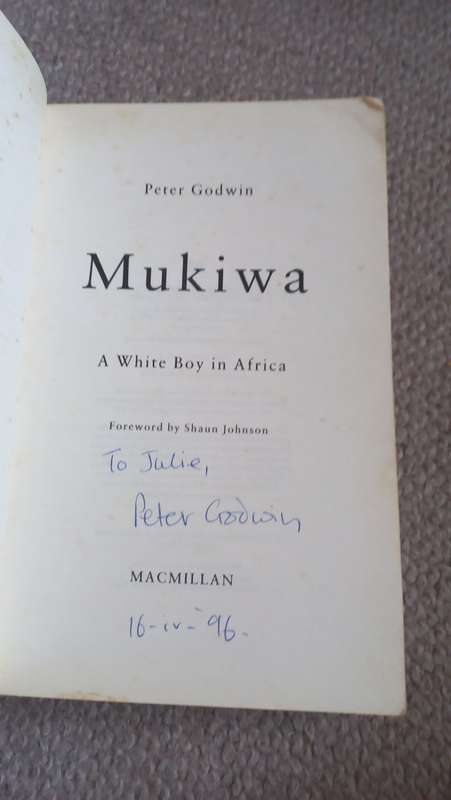 Peter Godwin
Mukiwa
A White Boy in Africa
Foreword by Shaun Johnson
To Julie,
Peter Godwin
MACMILLAN
16-iv-'96.